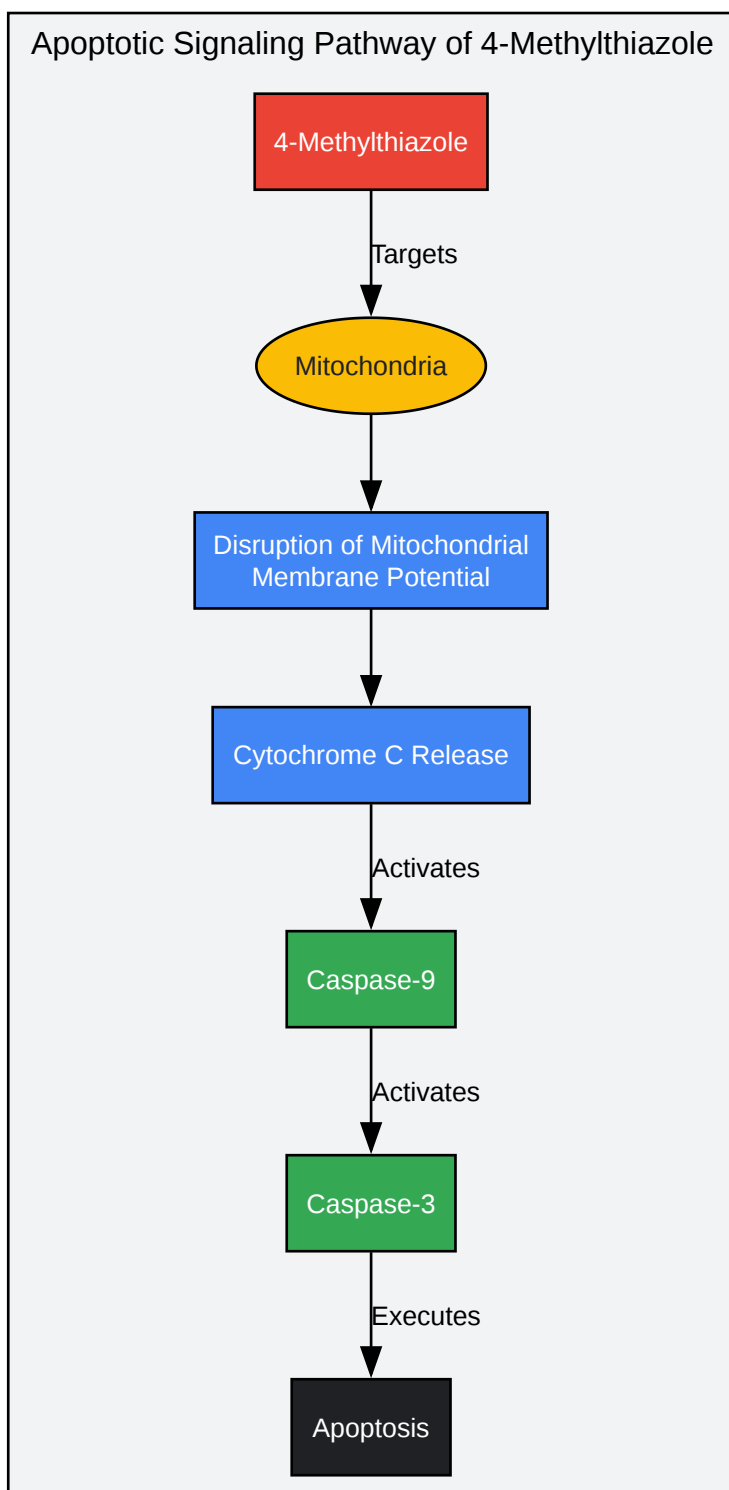 Apoptotic Signaling Pathway of 4-Methylthiazole
4-Methylthiazole
Targets
Mitochondria
Disruption of Mitochondrial
Membrane Potential
Cytochrome C Release
Activates
Caspase-9
Activates
Caspase-3
Executes
Apoptosis